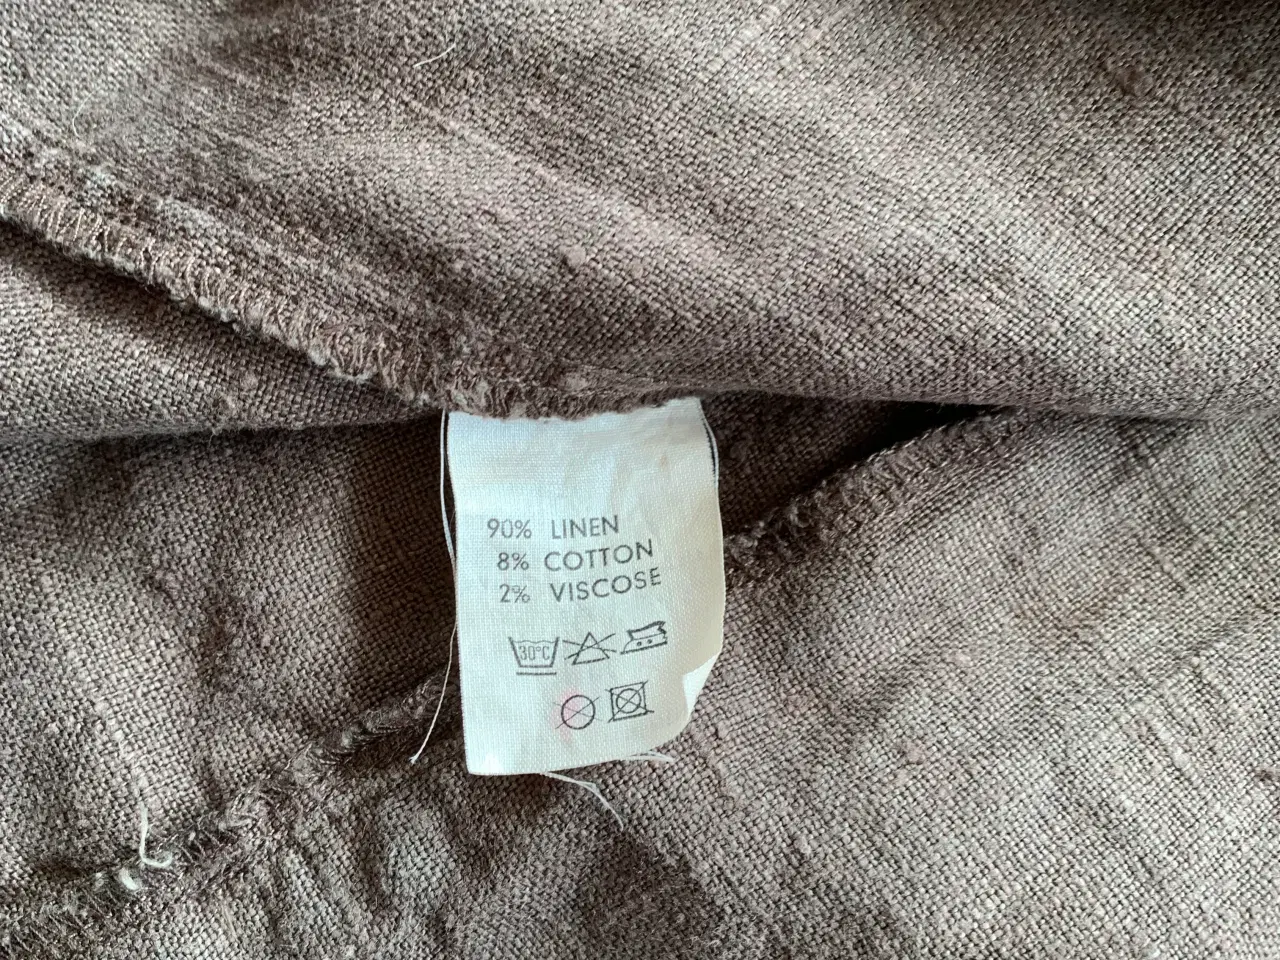 90% LINEN
8% COTTON
2% VISCOSE
30°C